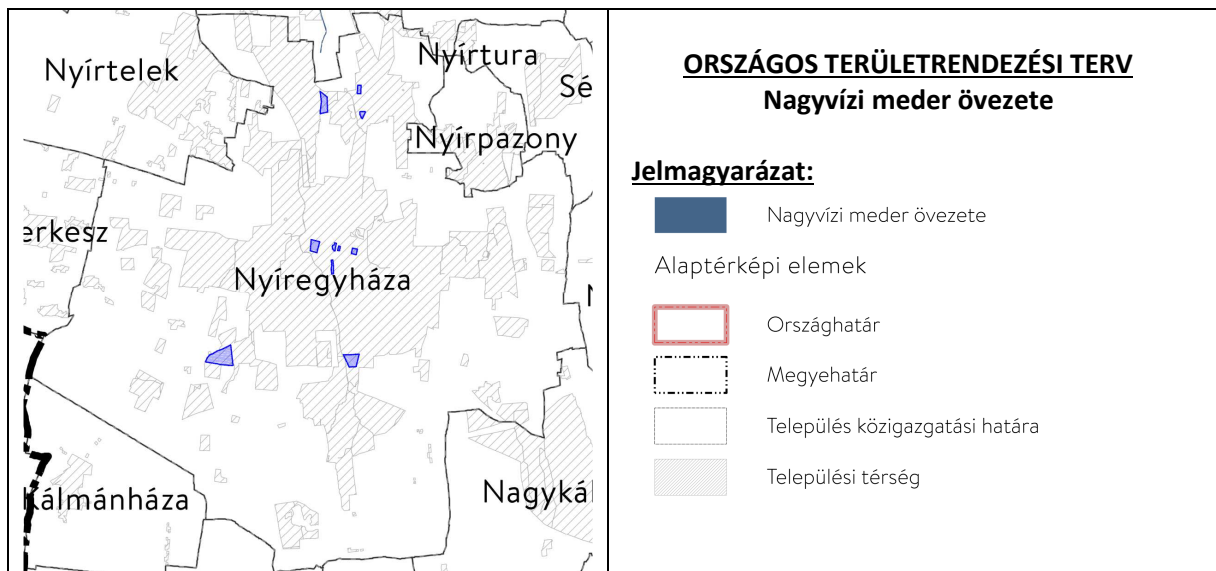 Nyírtelek
Nyírtura
Sé
Nyírpazony
erkesz
Nyíregyháza
Kálmánháza
Nagykál
ORSZÁGOS TERÜLETRENDEZÉSI TERV
Nagyvízi meder övezete
Jelmagyarázat:
Nagyvízi meder övezete
Alaptérképi elemek
Országhatár
Megyehatár
Település közigazgatási határa
Települési térség